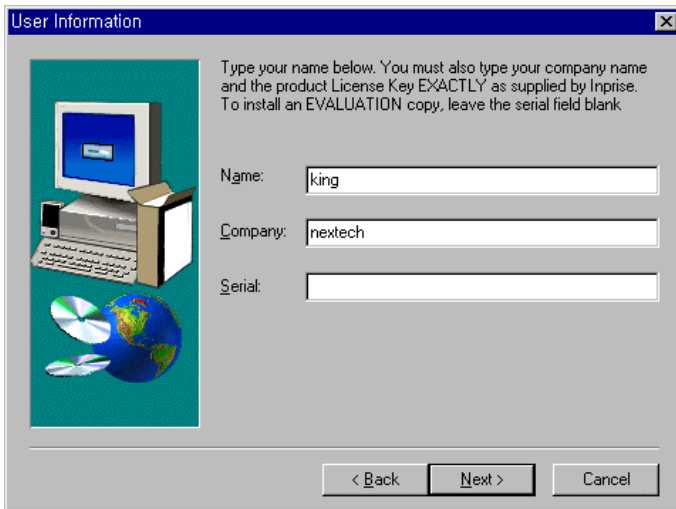 User Information
Type your name below. You must also type your company name
and the product License Key EXACTLY as supplied by Inprise.
To install an EVALUATION copy, leave the serial field blank
Name: king
Company: nextech
Serial:
< Back Next > Cancel